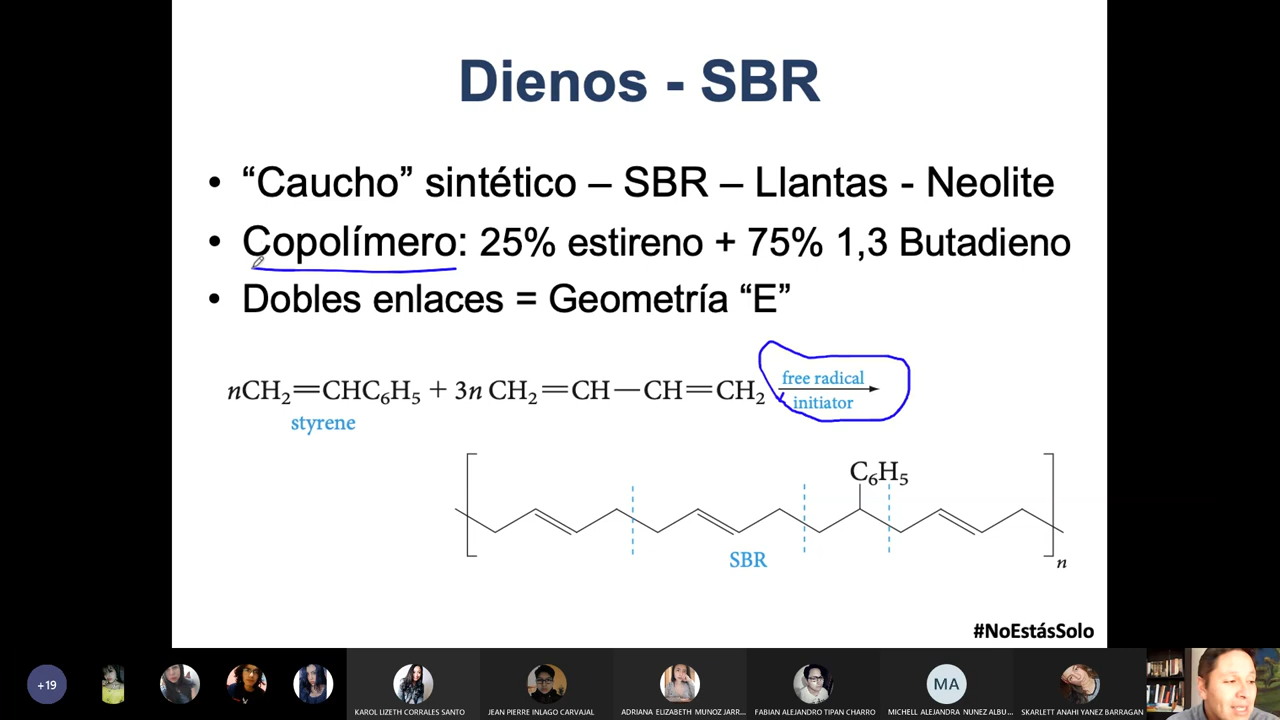 Dienos - SBR
• “Caucho” sintético – SBR – Llantas - Neolite
• Copolímero: 25% estireno + 75% 1,3 Butadieno
• Dobles enlaces = Geometría “E”
nCH₂=CHC₆H₅ + 3n CH₂=CH—CH=CH₂
free radical
initiator
styrene
C₆H₅
SBR
n
#NoEstásSolo
+19
MA
KAROL LIZETH CORRALES SANTO
JEAN PIERRE INLAGO CARVAJAL
ADRIANA ELIZABETH MUNOZ JARR...
FABIAN ALEJANDRO TIPAN CHARRO
MICHELL ALEJANDRA NUNEZ ALBU...
SKARLETT ANAHI YANEZ BARRAGAN